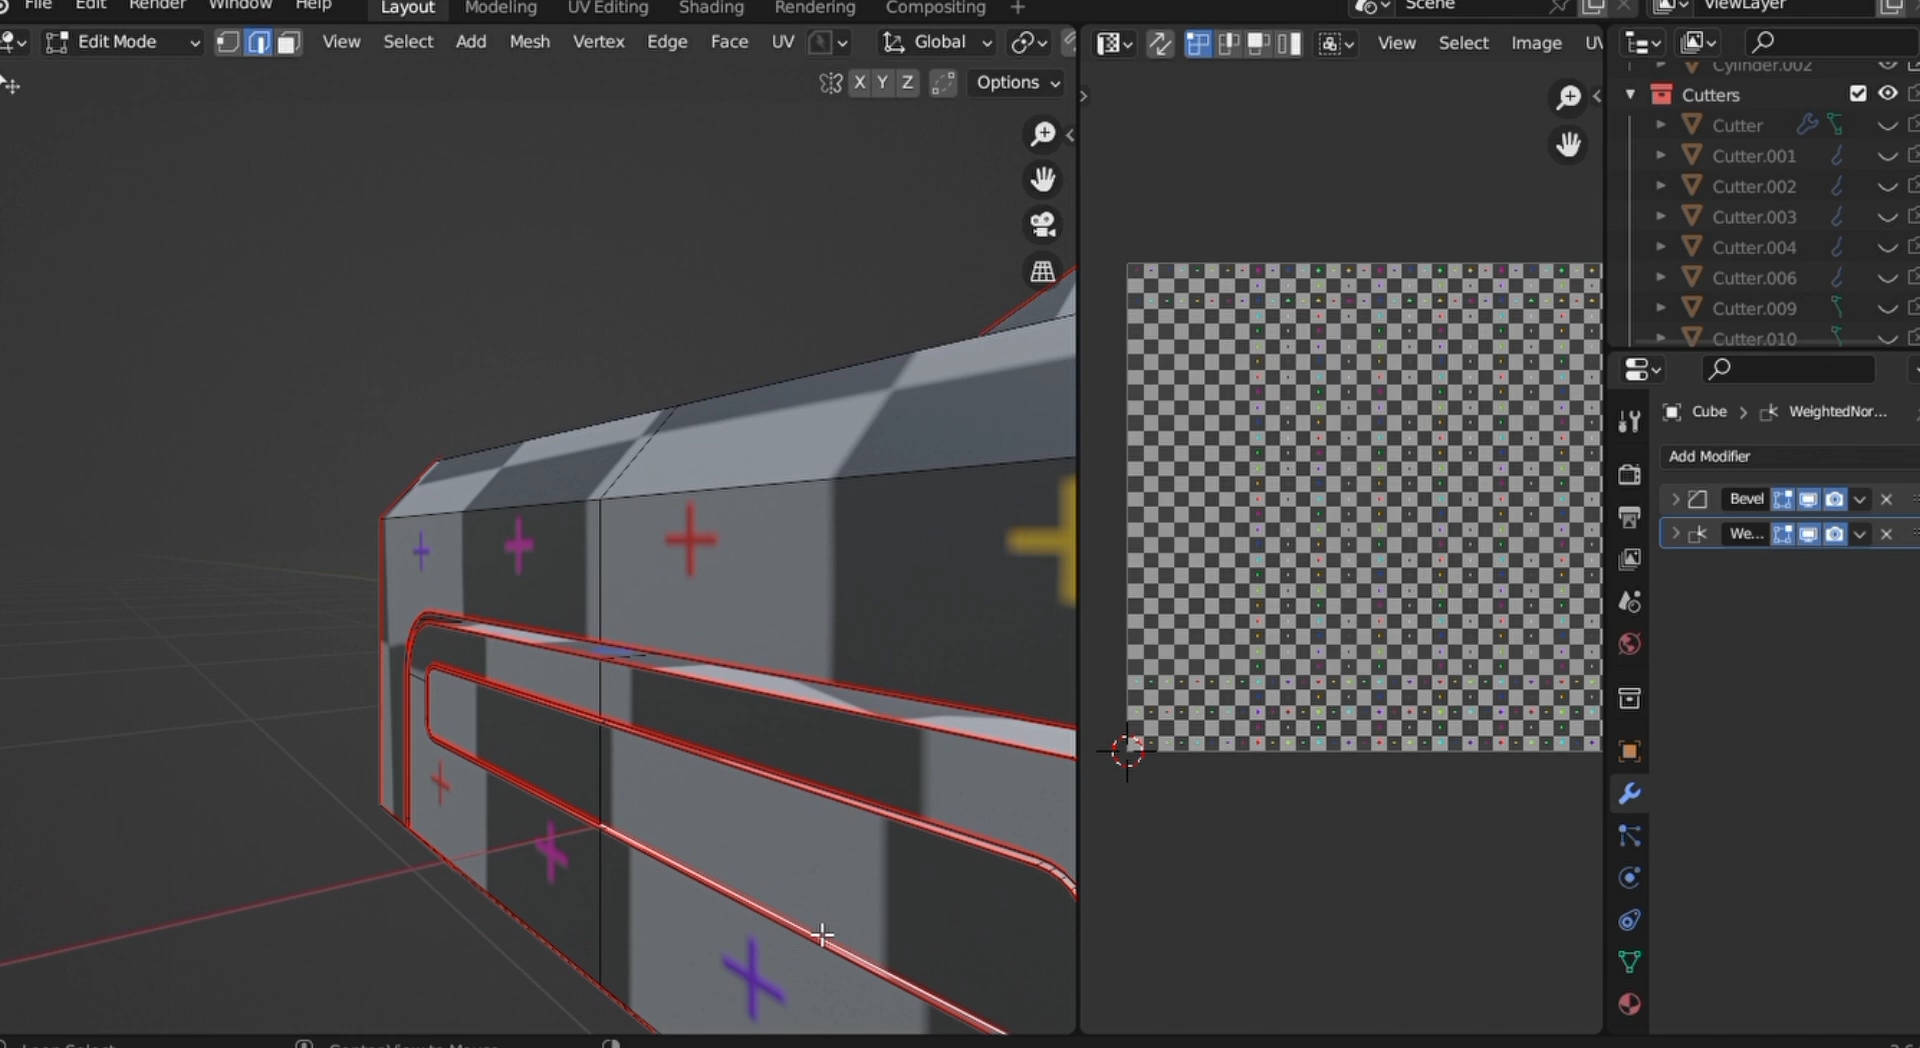 File Edit Render Window Help Layout Modeling UV Editing Shading Rendering Compositing + Scene ViewLayer
Edit Mode View Select Add Mesh Vertex Edge Face UV Global View Select Image
X Y Z Options
Cylinder.002
Cutters
Cutter
Cutter.001
Cutter.002
Cutter.003
Cutter.004
Cutter.006
Cutter.009
Cutter.010
Cube > WeightedNor...
Add Modifier
Bevel
We...